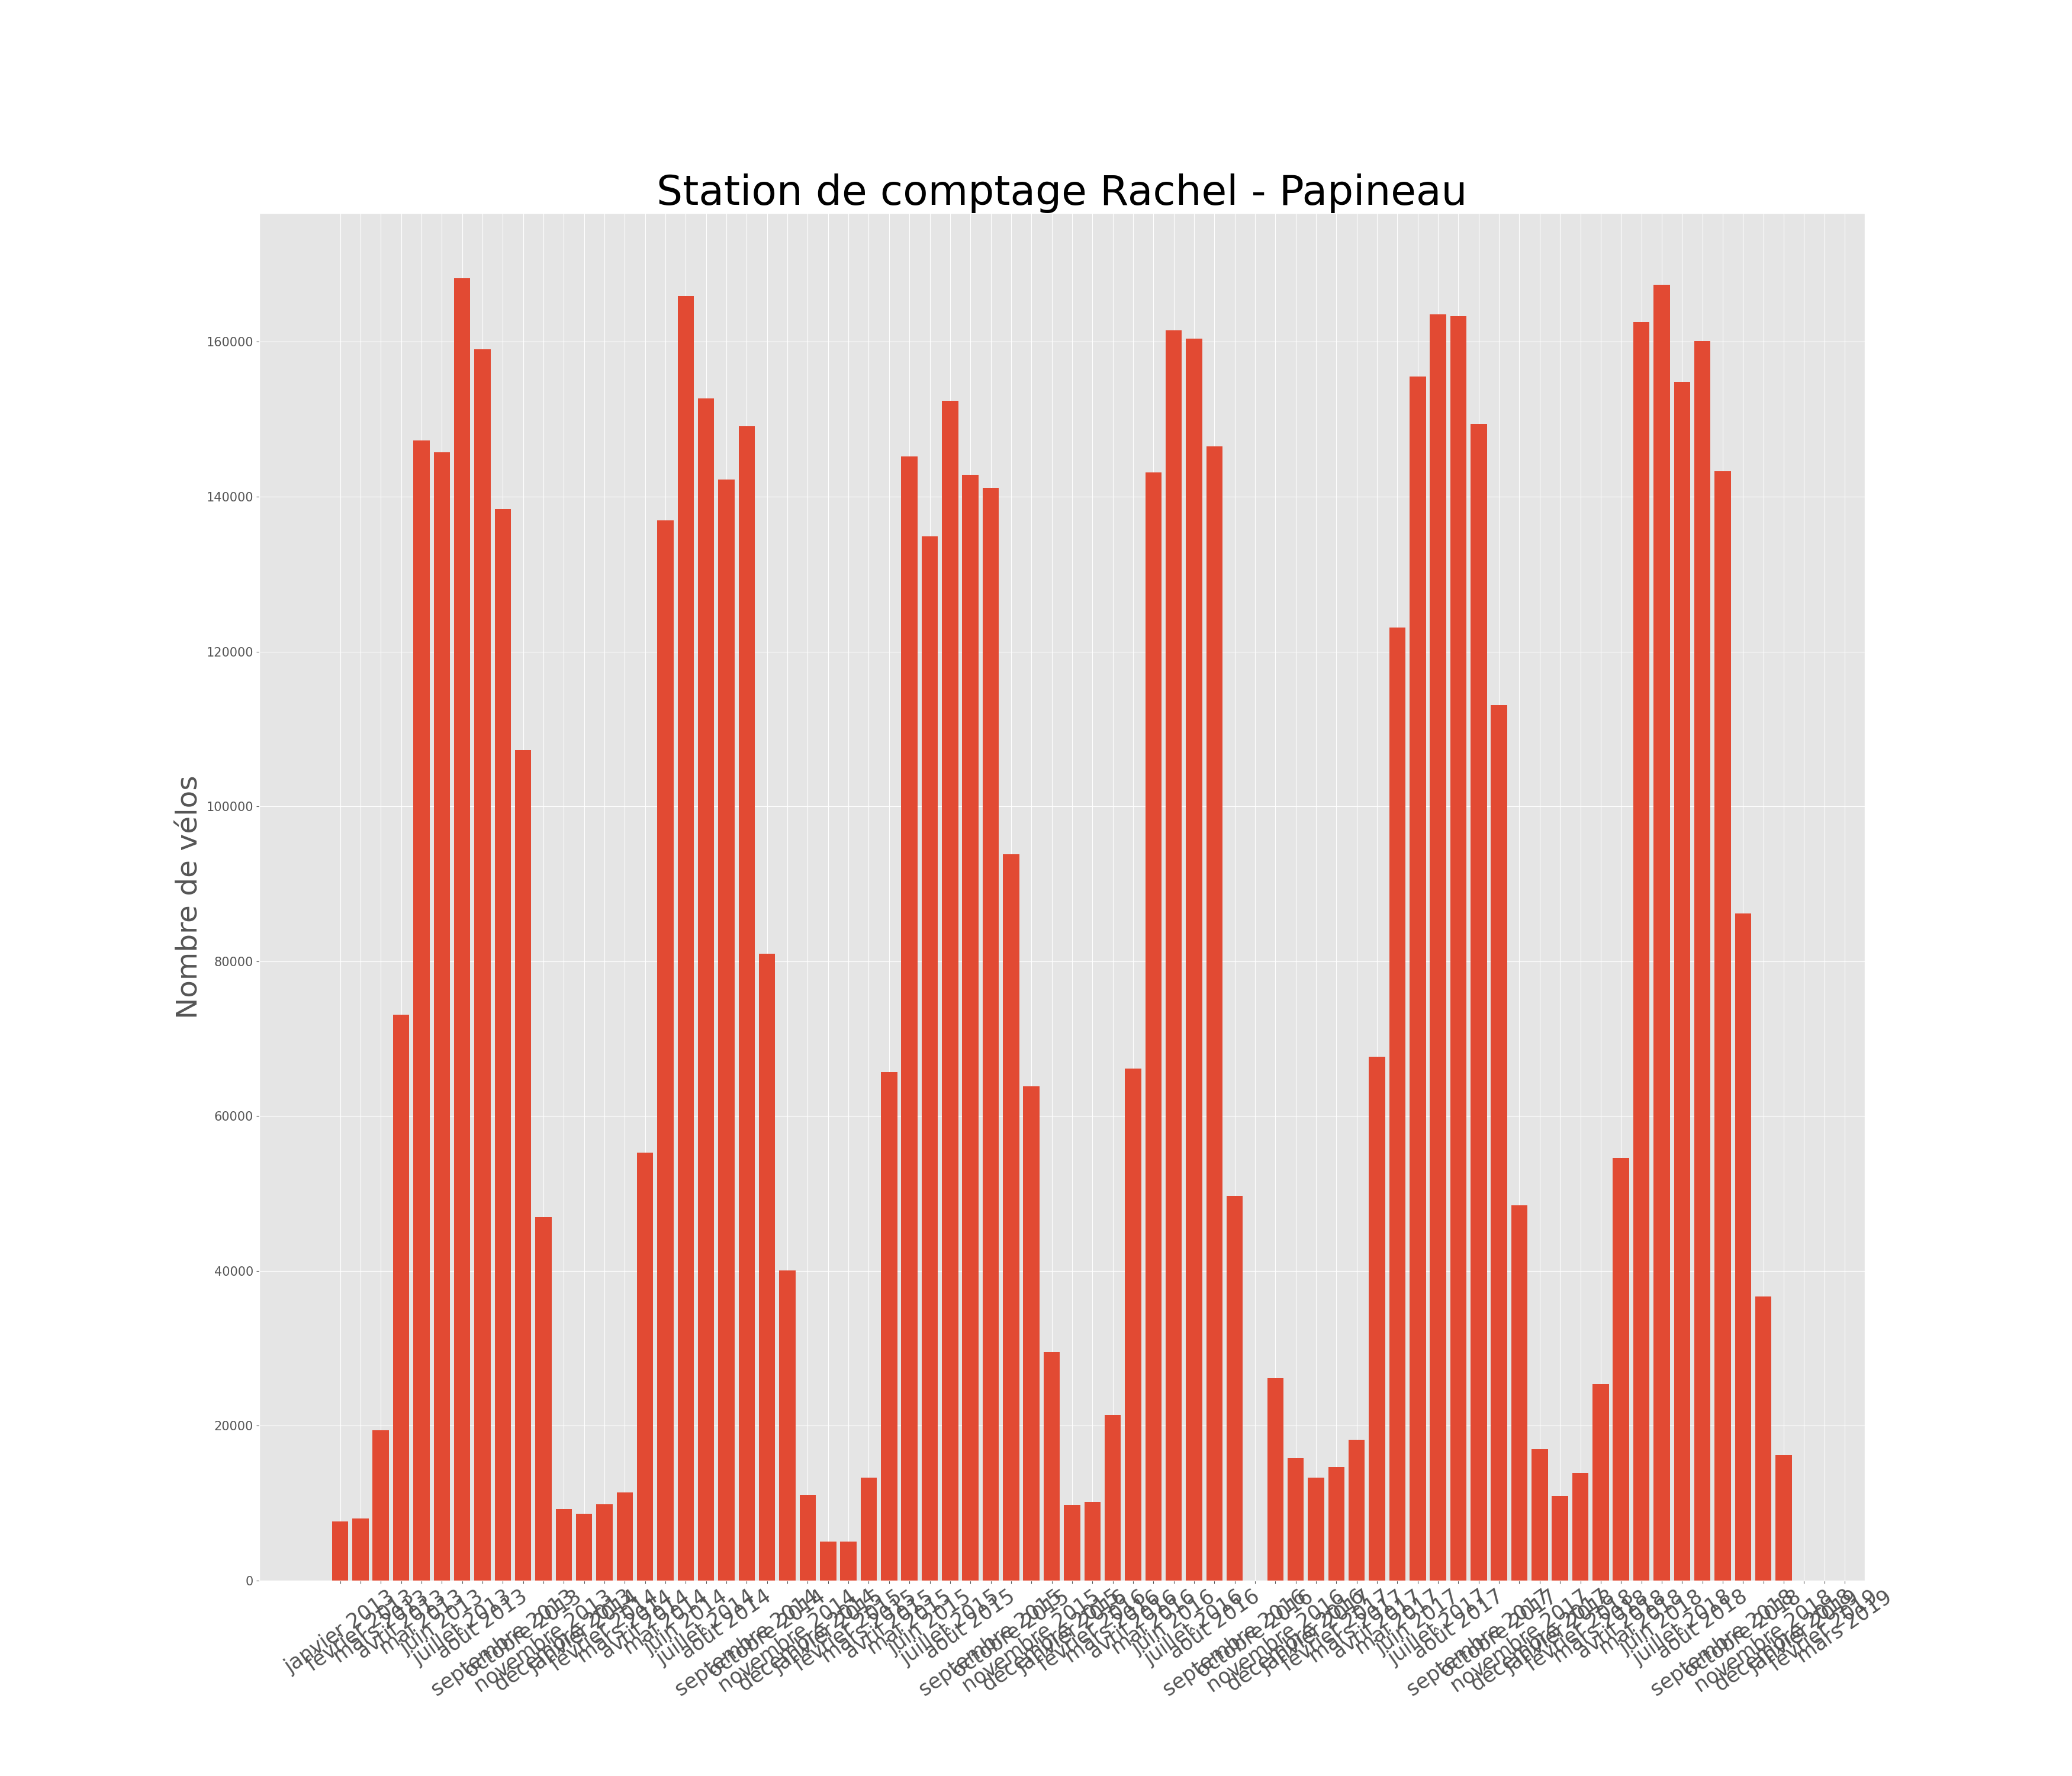 Station de comptage Rachel - Papineau
Nombre de vélos
160000
140000
120000
100000
80000
60000
40000
20000
0
janvier 2013
février 2013
mars 2013
avril 2013
mai 2013
juin 2013
juillet 2013
août 2013
septembre 2013
octobre 2013
novembre 2013
décembre 2013
janvier 2014
février 2014
mars 2014
avril 2014
mai 2014
juin 2014
juillet 2014
août 2014
septembre 2014
octobre 2014
novembre 2014
décembre 2014
janvier 2015
février 2015
mars 2015
avril 2015
mai 2015
juin 2015
juillet 2015
août 2015
septembre 2015
octobre 2015
novembre 2015
décembre 2015
janvier 2016
février 2016
mars 2016
avril 2016
mai 2016
juin 2016
juillet 2016
août 2016
septembre 2016
octobre 2016
novembre 2016
décembre 2016
janvier 2017
février 2017
mars 2017
avril 2017
mai 2017
juin 2017
juillet 2017
août 2017
septembre 2017
octobre 2017
novembre 2017
décembre 2017
janvier 2018
février 2018
mars 2018
avril 2018
mai 2018
juin 2018
juillet 2018
août 2018
septembre 2018
octobre 2018
novembre 2018
décembre 2018
janvier 2019
février 2019
mars 2019